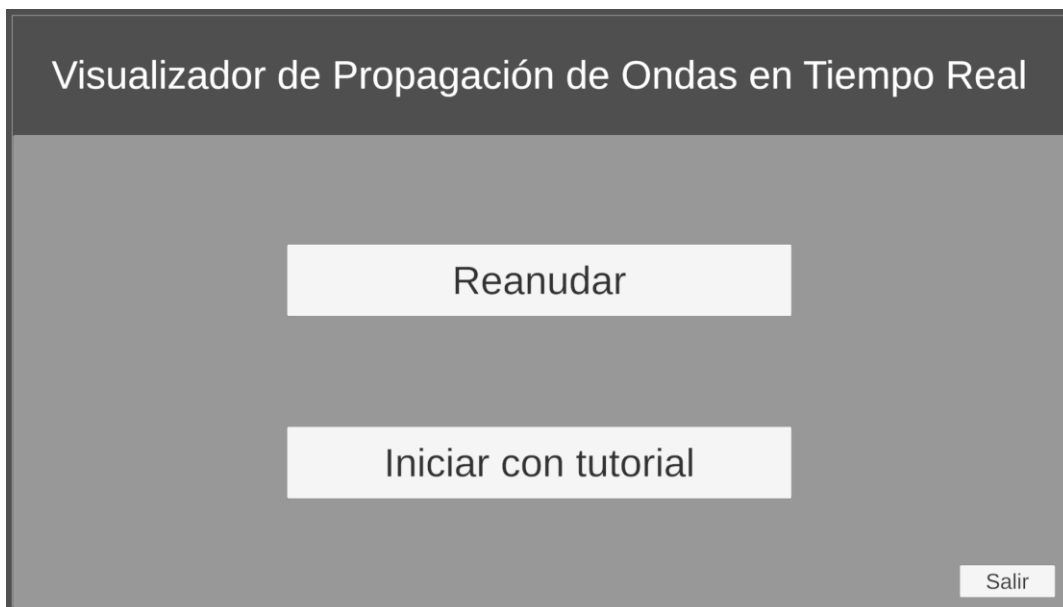 Visualizador de Propagación de Ondas en Tiempo Real
Reanudar
Iniciar con tutorial
Salir